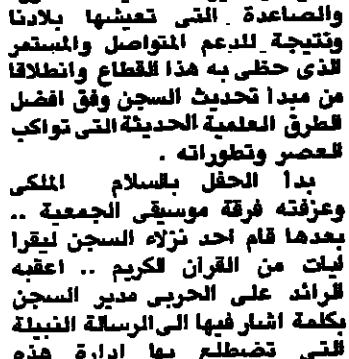 والصاعدة التى تعيشها بلادنا
ونتيجة للدعم المتواصل والمستمر
الذى حظى به هذا القطاع وانطلاقا
من مبدأ تحديث السجن وفق افضل
الطرق العلمية الحديثة التى تواكب
العصر وتطوراته .
بدأ الحفل بالسلام الملكى
وعزفته فرقة موسيقى الجمعية ..
بعدها قام احد نزلاء السجن ليقرأ
ايات من القرآن الكريم .. اعقبه
الرائد على الحربى مدير السجن
بكلمة اشار فيها الى الرسالة النبيلة
التى تضطلع بها ادارة هذه